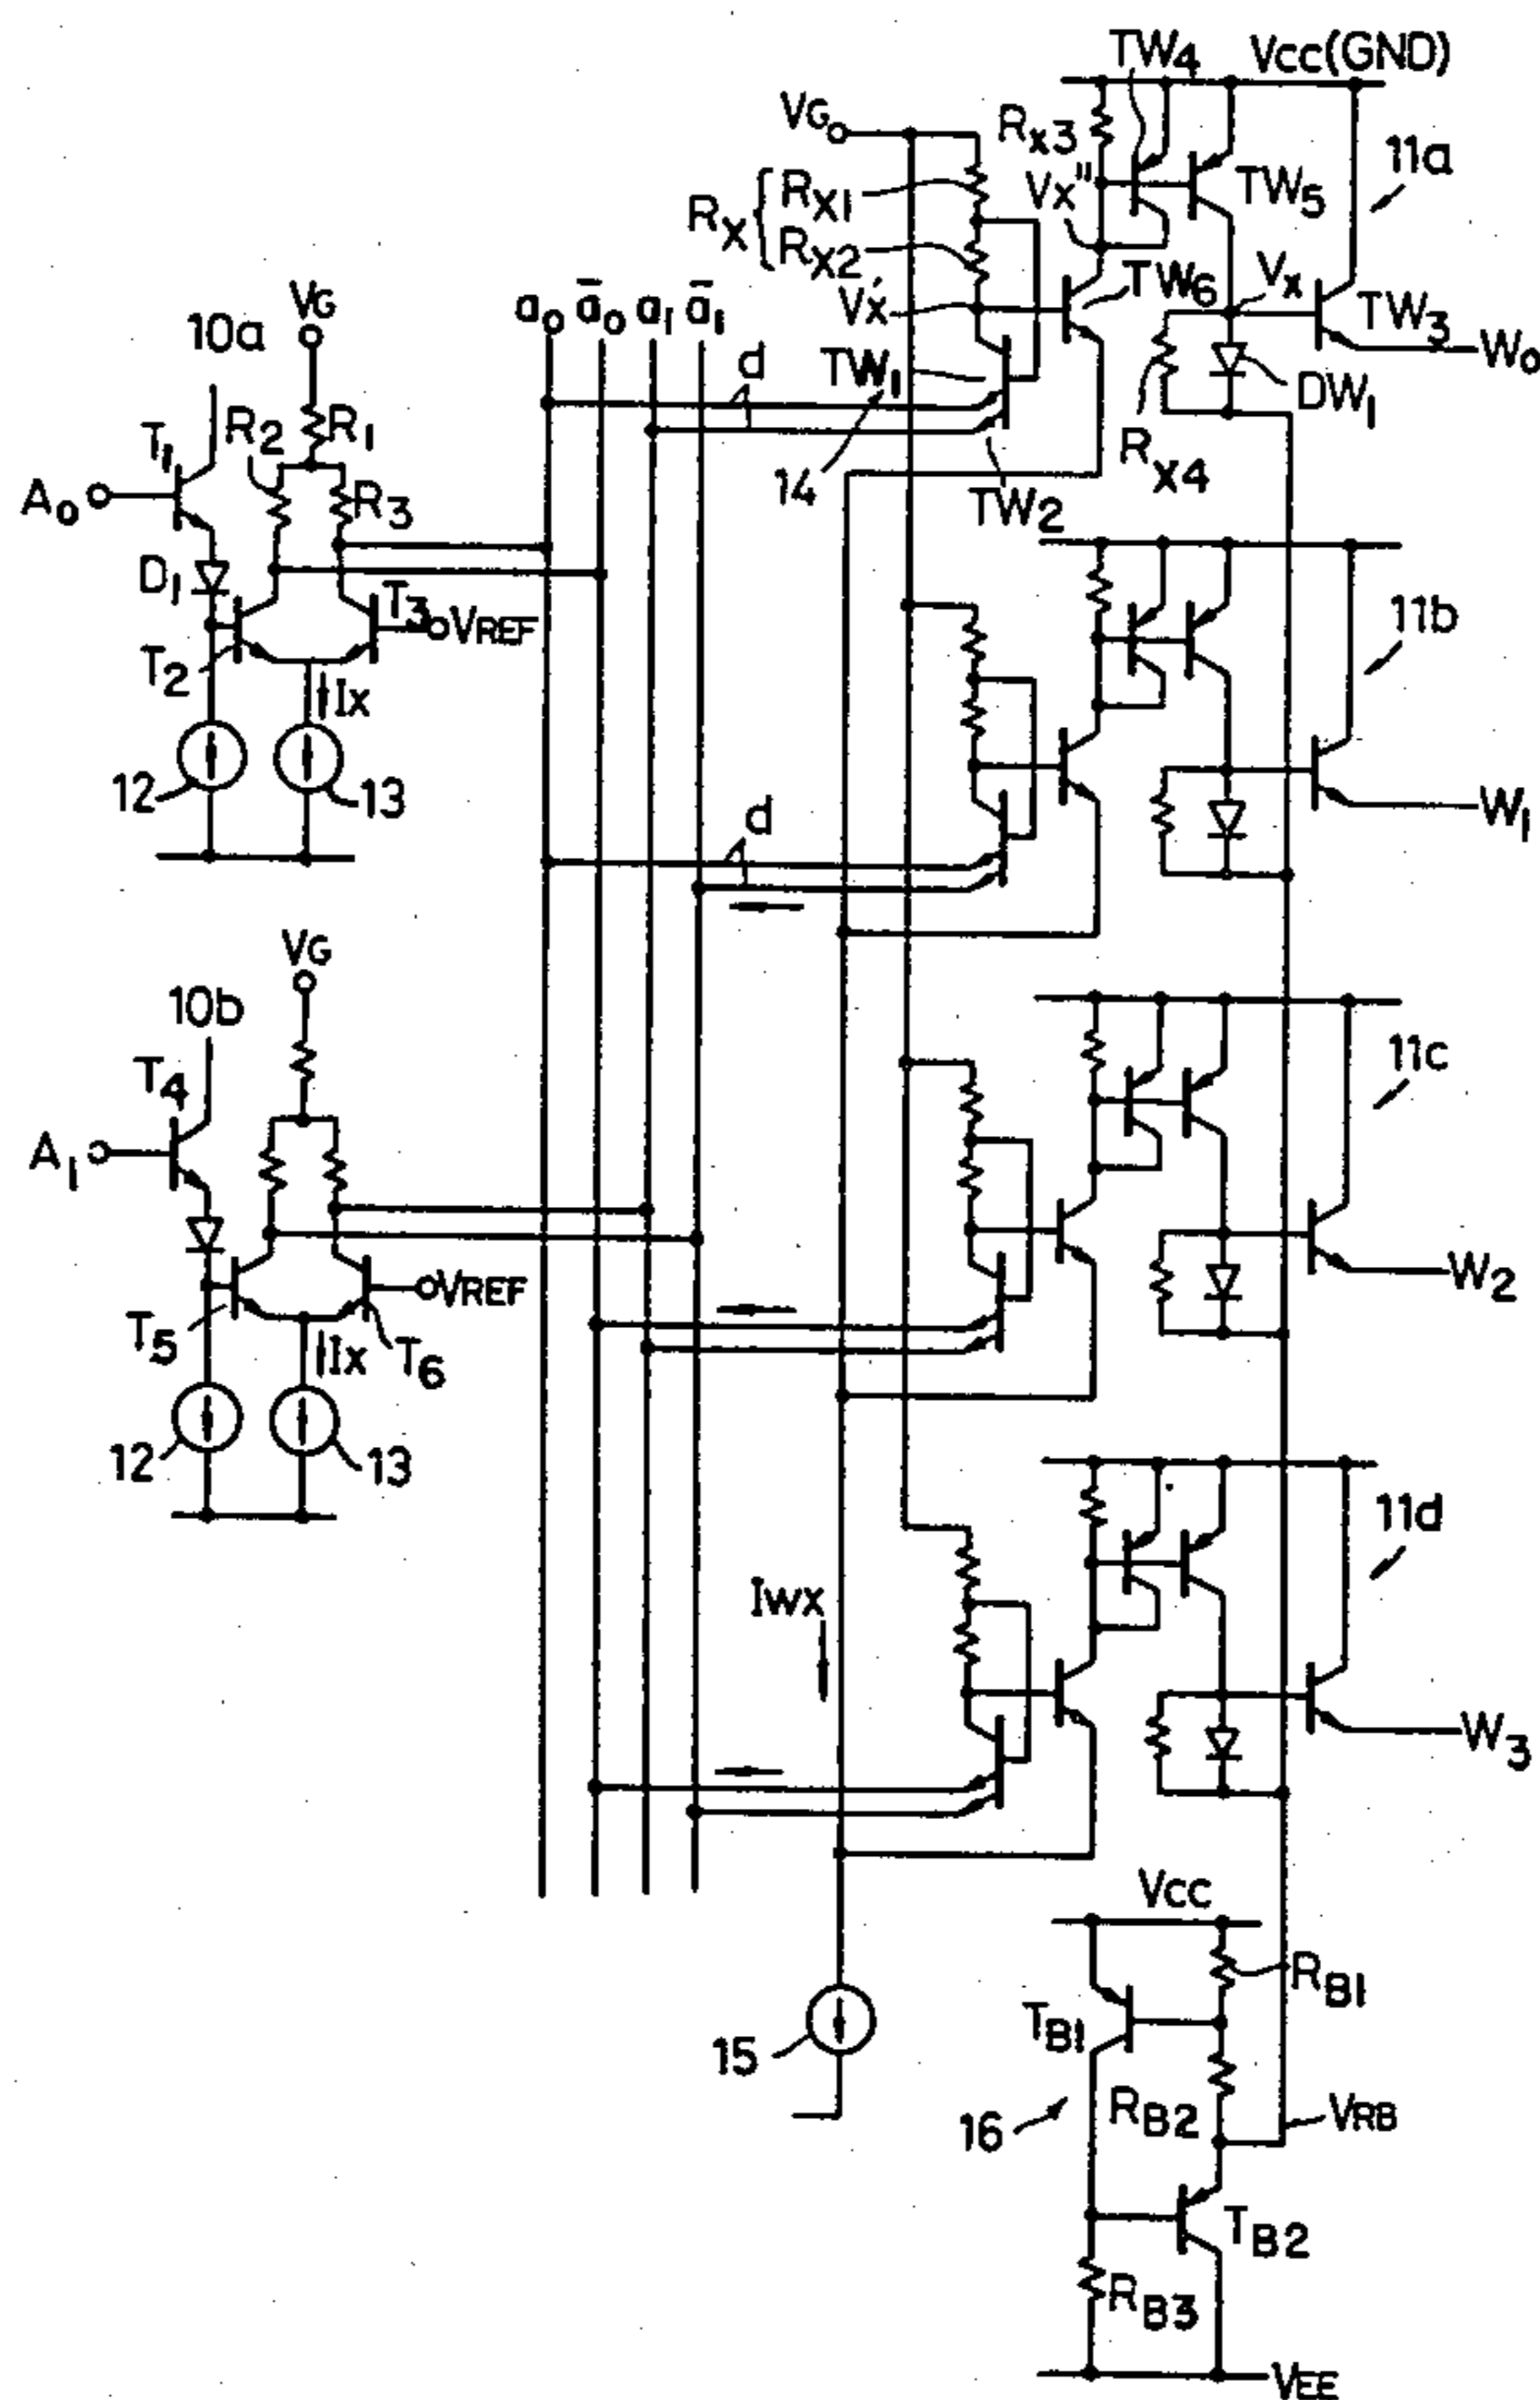 TW4 Vcc(GND)
VG Rx3 11a
Rx { Rx1 Vx" TW5
Rx2
VG a0 ā0 a1 ā1 Vx' TW6 Vx TW3
10a W0
TW1 d DW1
T1 R2 R1
A0 R3 14 TW2 Rx4
D1
T3 VREF 11b
T2 Ix
12 13 d W1
VG
10b
T4 11c
A1
VREF W2
T5 Ix T6
12 13
11d
Iwx
W3
Vcc
RB1
TB1
15
16 RB2 VRB
TB2
RB3
VEE